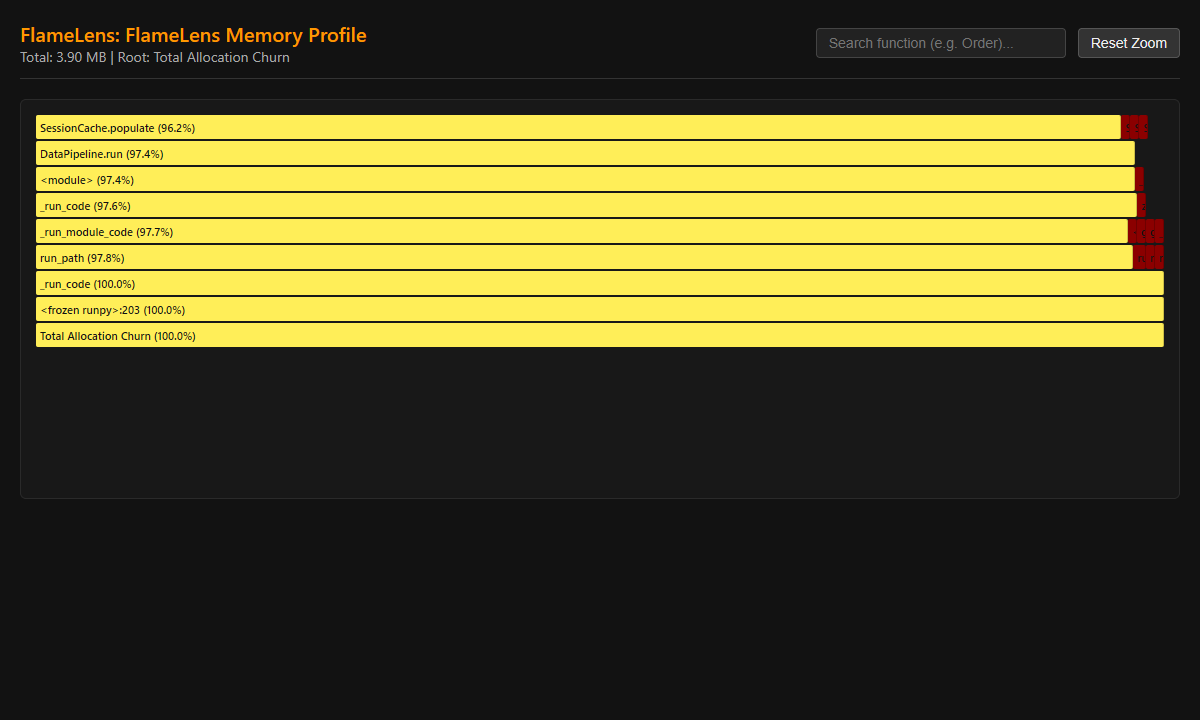 FlameLens: FlameLens Memory Profile
Total: 3.90 MB | Root: Total Allocation Churn
Search function (e.g. Order)...
Reset Zoom
SessionCache.populate (96.2%)
DataPipeline.run (97.4%)
<module> (97.4%)
_run_code (97.6%)
_run_module_code (97.7%)
run_path (97.8%)
_run_code (100.0%)
<frozen runpy>:203 (100.0%)
Total Allocation Churn (100.0%)